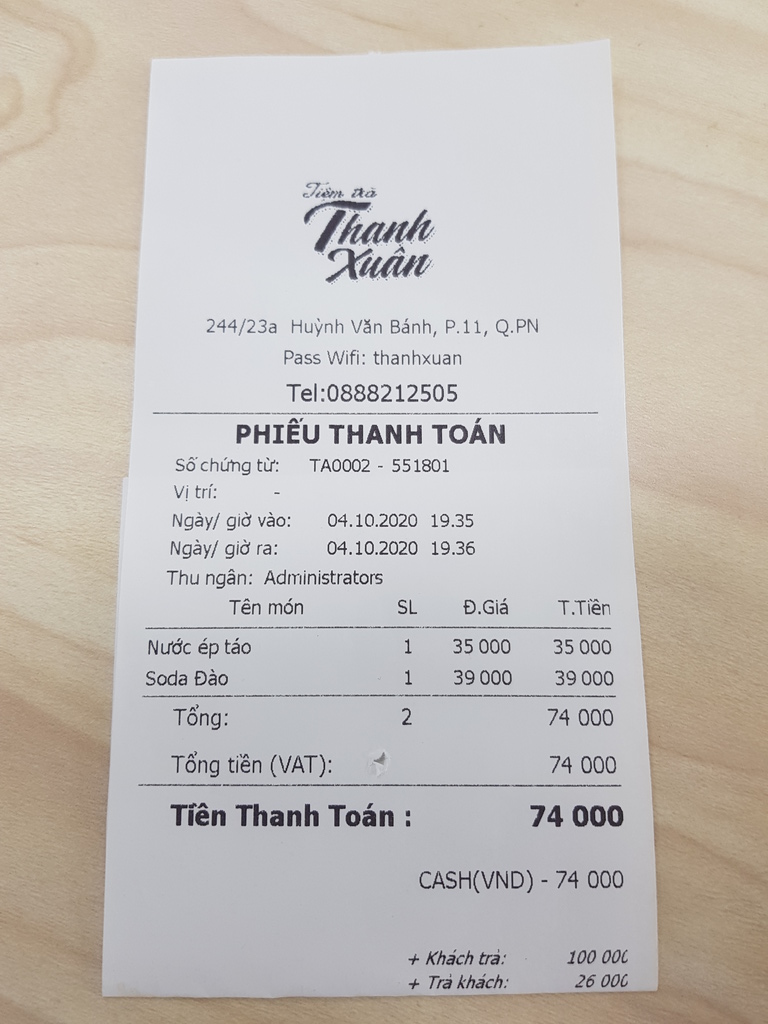 Tiệm trà
Thanh
Xuân
244/23a Huỳnh Văn Bánh, P.11, Q.PN
Pass Wifi: thanhxuan
Tel:0888212505
PHIẾU THANH TOÁN
Số chứng từ: TA0002 - 551801
Vị trí: -
Ngày/ giờ vào: 04.10.2020 19.35
Ngày/ giờ ra: 04.10.2020 19.36
Thu ngân: Administrators
Tên món SL Đ.Giá T.Tiền
Nước ép táo 1 35 000 35 000
Soda Đào 1 39 000 39 000
Tổng: 2 74 000
Tổng tiền (VAT): 74 000
Tiền Thanh Toán : 74 000
CASH(VND) - 74 000
+ Khách trả: 100 000
+ Trả khách: 26 000